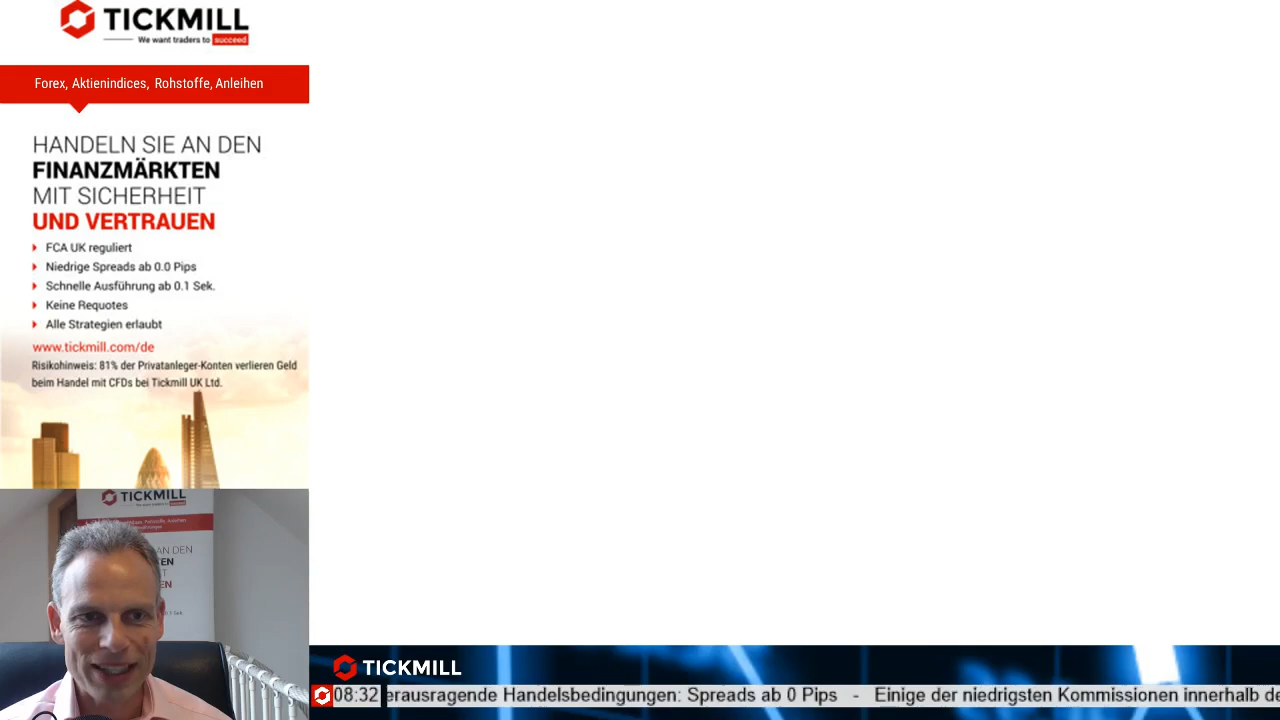 TICKMILL
We want traders to succeed
Forex, Aktienindices, Rohstoffe, Anleihen
HANDELN SIE AN DEN
FINANZMÄRKTEN
MIT SICHERHEIT
UND VERTRAUEN
FCA UK reguliert
Niedrige Spreads ab 0.0 Pips
Schnelle Ausführung ab 0.1 Sek.
Keine Requotes
Alle Strategien erlaubt
www.tickmill.com/de
Risikohinweis: 81% der Privatanleger-Konten verlieren Geld
beim Handel mit CFDs bei Tickmill UK Ltd.
TICKMILL
AN DEN
EN
TICKMILL
08:32 erausragende Handelsbedingungen: Spreads ab 0 Pips - Einige der niedrigsten Kommissionen innerhalb de